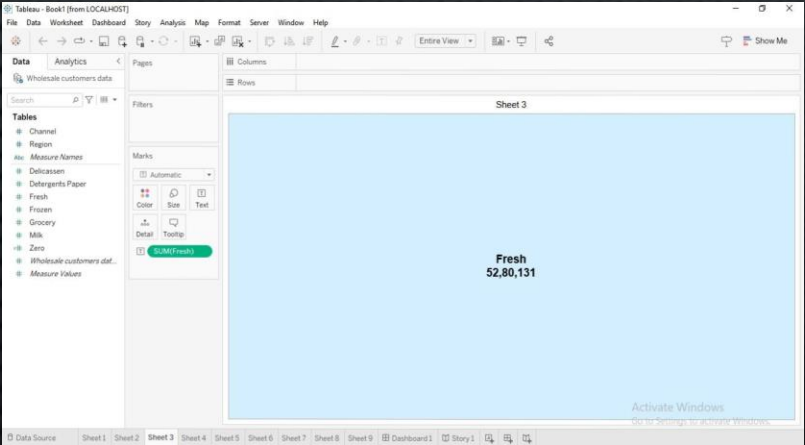 Tableau - Book1 [from LOCALHOST]
File Data Worksheet Dashboard Story Analysis Map Format Server Window Help
Entire View
Show Me
Data Analytics
Wholesale customers data
Search
Tables
# Channel
# Region
Abc Measure Names
# Delicassen
# Detergents Paper
# Fresh
# Frozen
# Grocery
# Milk
# Zero
# Wholesale customers dat...
# Measure Values
Pages
Filters
Marks
T Automatic
Color Size Text
Detail Tooltip
T SUM(Fresh)
Columns
Rows
Sheet 3
Fresh
52,80,131
Activate Windows
Go to Settings to activate Windows.
Data Source Sheet 1 Sheet 2 Sheet 3 Sheet 4 Sheet 5 Sheet 6 Sheet 7 Sheet 8 Sheet 9 Dashboard 1 Story 1